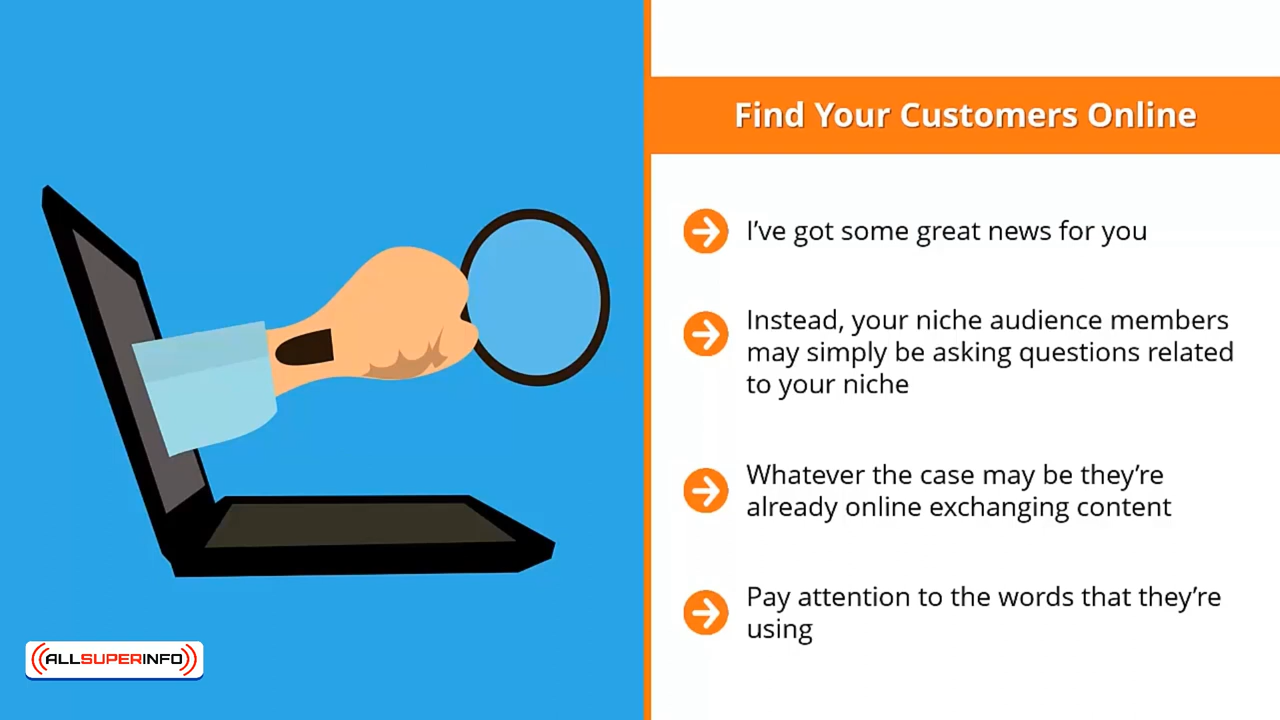 Find Your Customers Online
I’ve got some great news for you
Instead, your niche audience members
may simply be asking questions related
to your niche
Whatever the case may be they’re
already online exchanging content
Pay attention to the words that they’re
using
ALLSUPERINFO